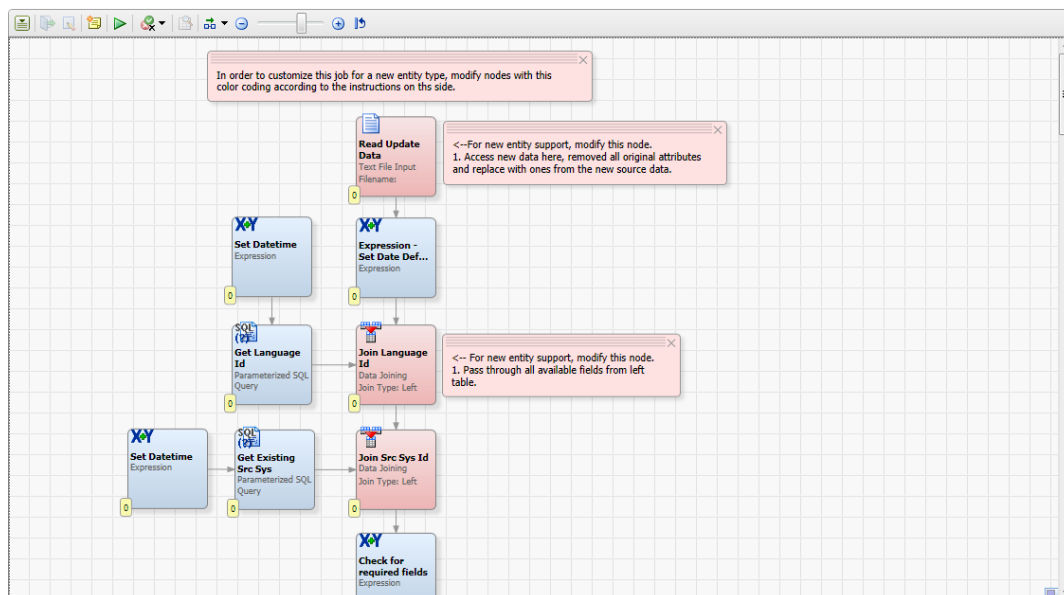 In order to customize this job for a new entity type, modify nodes with this
color coding according to the instructions on ths side.
Read Update
Data
Text File Input
Filename:
0
<--For new entity support, modify this node.
1. Access new data here, removed all original attributes
and replace with ones from the new source data.
X+Y
Set Datetime
Expression
0
X+Y
Expression -
Set Date Def...
Expression
0
SQL
(?)
Get Language
Id
Parameterized SQL
Query
0
Join Language
Id
Data Joining
Join Type: Left
0
<-- For new entity support, modify this node.
1. Pass through all available fields from left
table.
X+Y
Set Datetime
Expression
0
SQL
(?)
Get Existing
Src Sys
Parameterized SQL
Query
0
Join Src Sys Id
Data Joining
Join Type: Left
0
X+Y
Check for
required fields
Expression